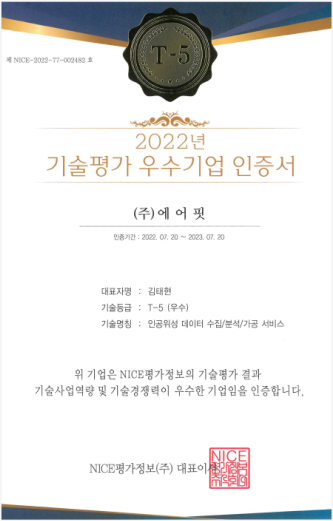 T-5
제 NICE-2022-77-002482 호
2022년
기술평가 우수기업 인증서
(주)에어핏
인증기간 : 2022. 07. 20 ~ 2023. 07. 20
대표자명 : 김태현
기술등급 : T-5 (우수)
기술명칭 : 인공위성 데이터 수집/분석/가공 서비스
위 기업은 NICE평가정보의 기술평가 결과
기술사업역량 및 기술경쟁력이 우수한 기업임을 인증합니다.
NICE평가정보(주) 대표이사
NICE